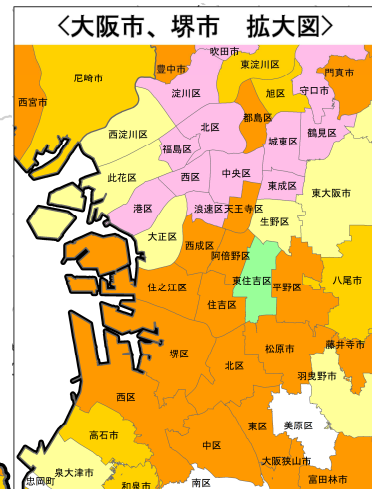 <大阪市、堺市　拡大図>
吹田市
豊中市
東淀川区
門真市
尼崎市
西宮市
淀川区
旭区
守口市
都島区
西淀川区
北区
鶴見区
城東区
福島区
此花区
西区
中央区
東成区
東大阪市
港区
浪速区
天王寺区
生野区
大正区
西成区
阿倍野区
住之江区
東住吉区
平野区
八尾市
住吉区
堺区
北区
松原市
藤井寺市
羽曳野市
西区
東区
美原区
高石市
中区
大阪狭山市
泉大津市
忠岡町
和泉市
南区
富田林市